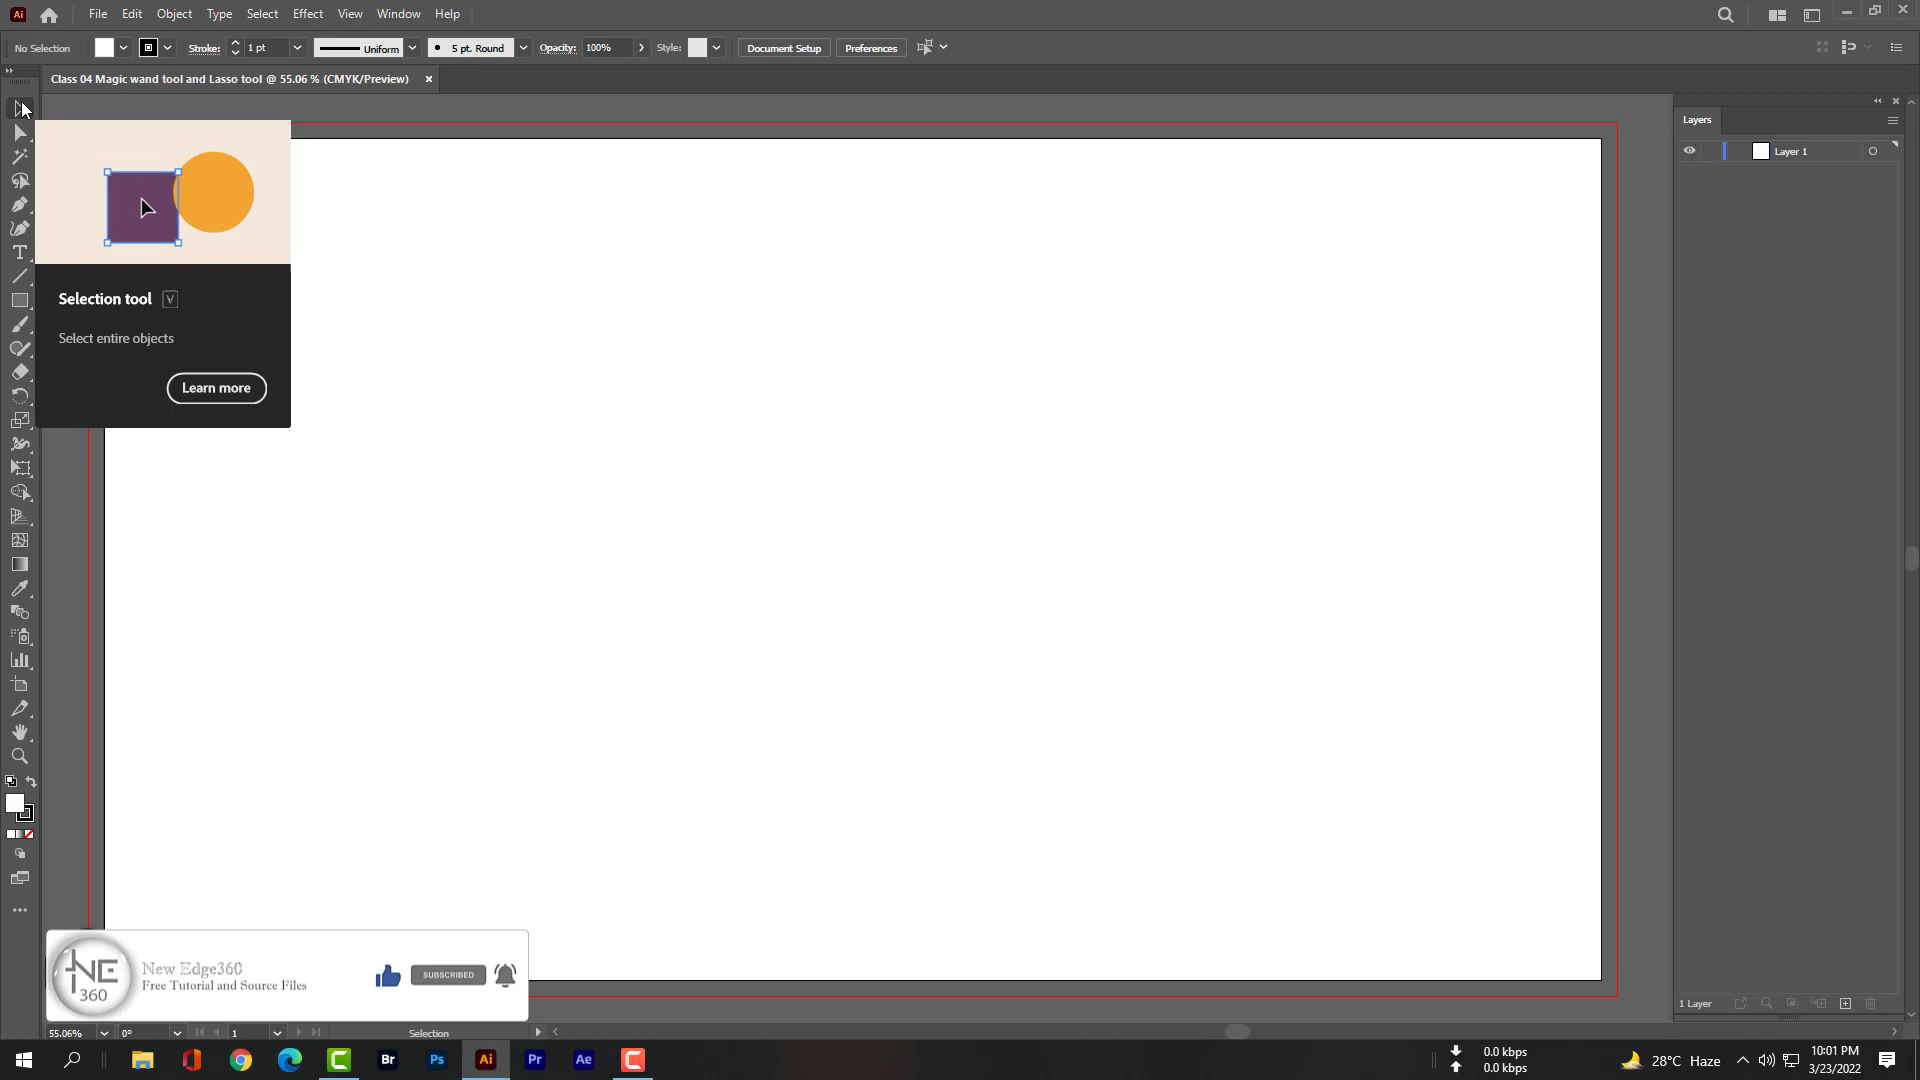 Ai File Edit Object Type Select Effect View Window Help
No Selection Stroke: 1 pt Uniform 5 pt. Round Opacity: 100% Style: Document Setup Preferences
Class 04 Magic wand tool and Lasso tool @ 55.06 % (CMYK/Preview) ×
Layers
Layer 1
Selection tool V
Select entire objects
Learn more
NE
360
New Edge360
Free Tutorial and Source Files
SUBSCRIBED
1 Layer
55.06% 0° 1 Selection
Br Ps Ai Pr Ae
0.0 kbps
0.0 kbps
28°C Haze
10:01 PM
3/23/2022